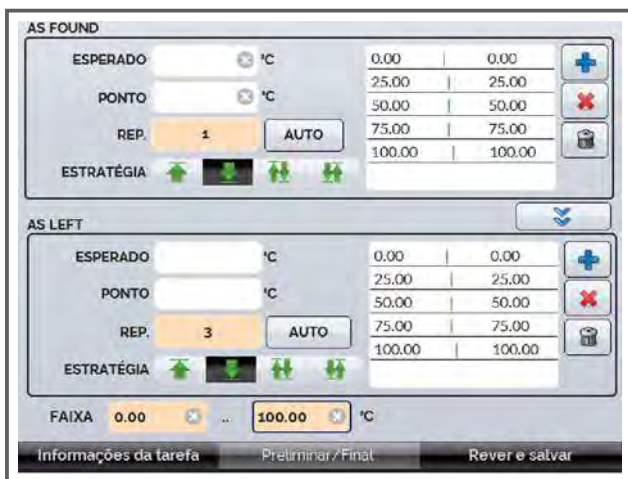 AS FOUND
ESPERADO °C
PONTO °C
REP. 1 AUTO
ESTRATÉGIA
0.00 | 0.00
25.00 | 25.00
50.00 | 50.00
75.00 | 75.00
100.00 | 100.00
AS LEFT
ESPERADO °C
PONTO °C
REP. 3 AUTO
ESTRATÉGIA
0.00 | 0.00
25.00 | 25.00
50.00 | 50.00
75.00 | 75.00
100.00 | 100.00
FAIXA 0.00 .. 100.00 °C
Informações da tarefa Preliminar/Final Rever e salvar